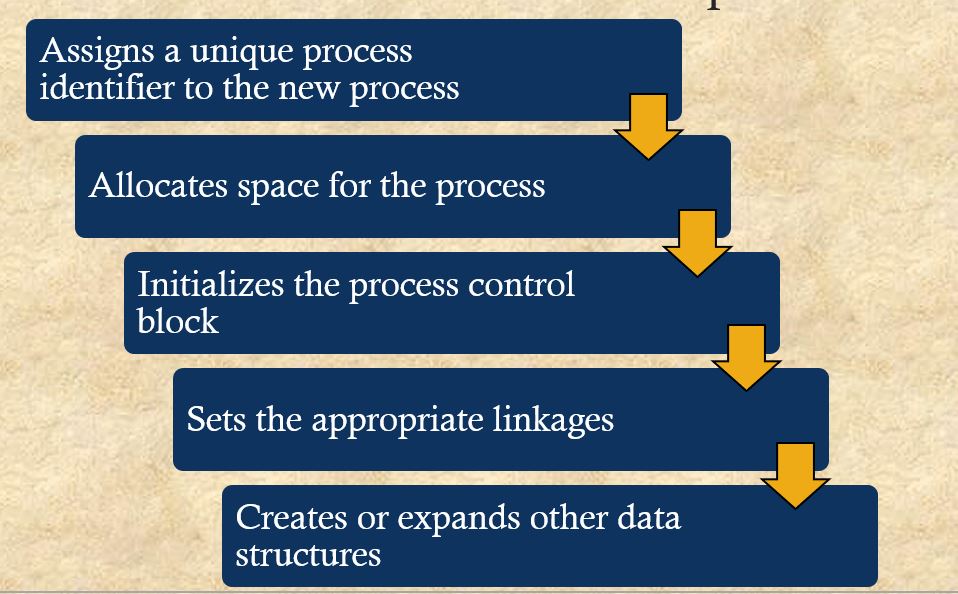 Assigns a unique process
identifier to the new process
Allocates space for the process
Initializes the process control
block
Sets the appropriate linkages
Creates or expands other data
structures